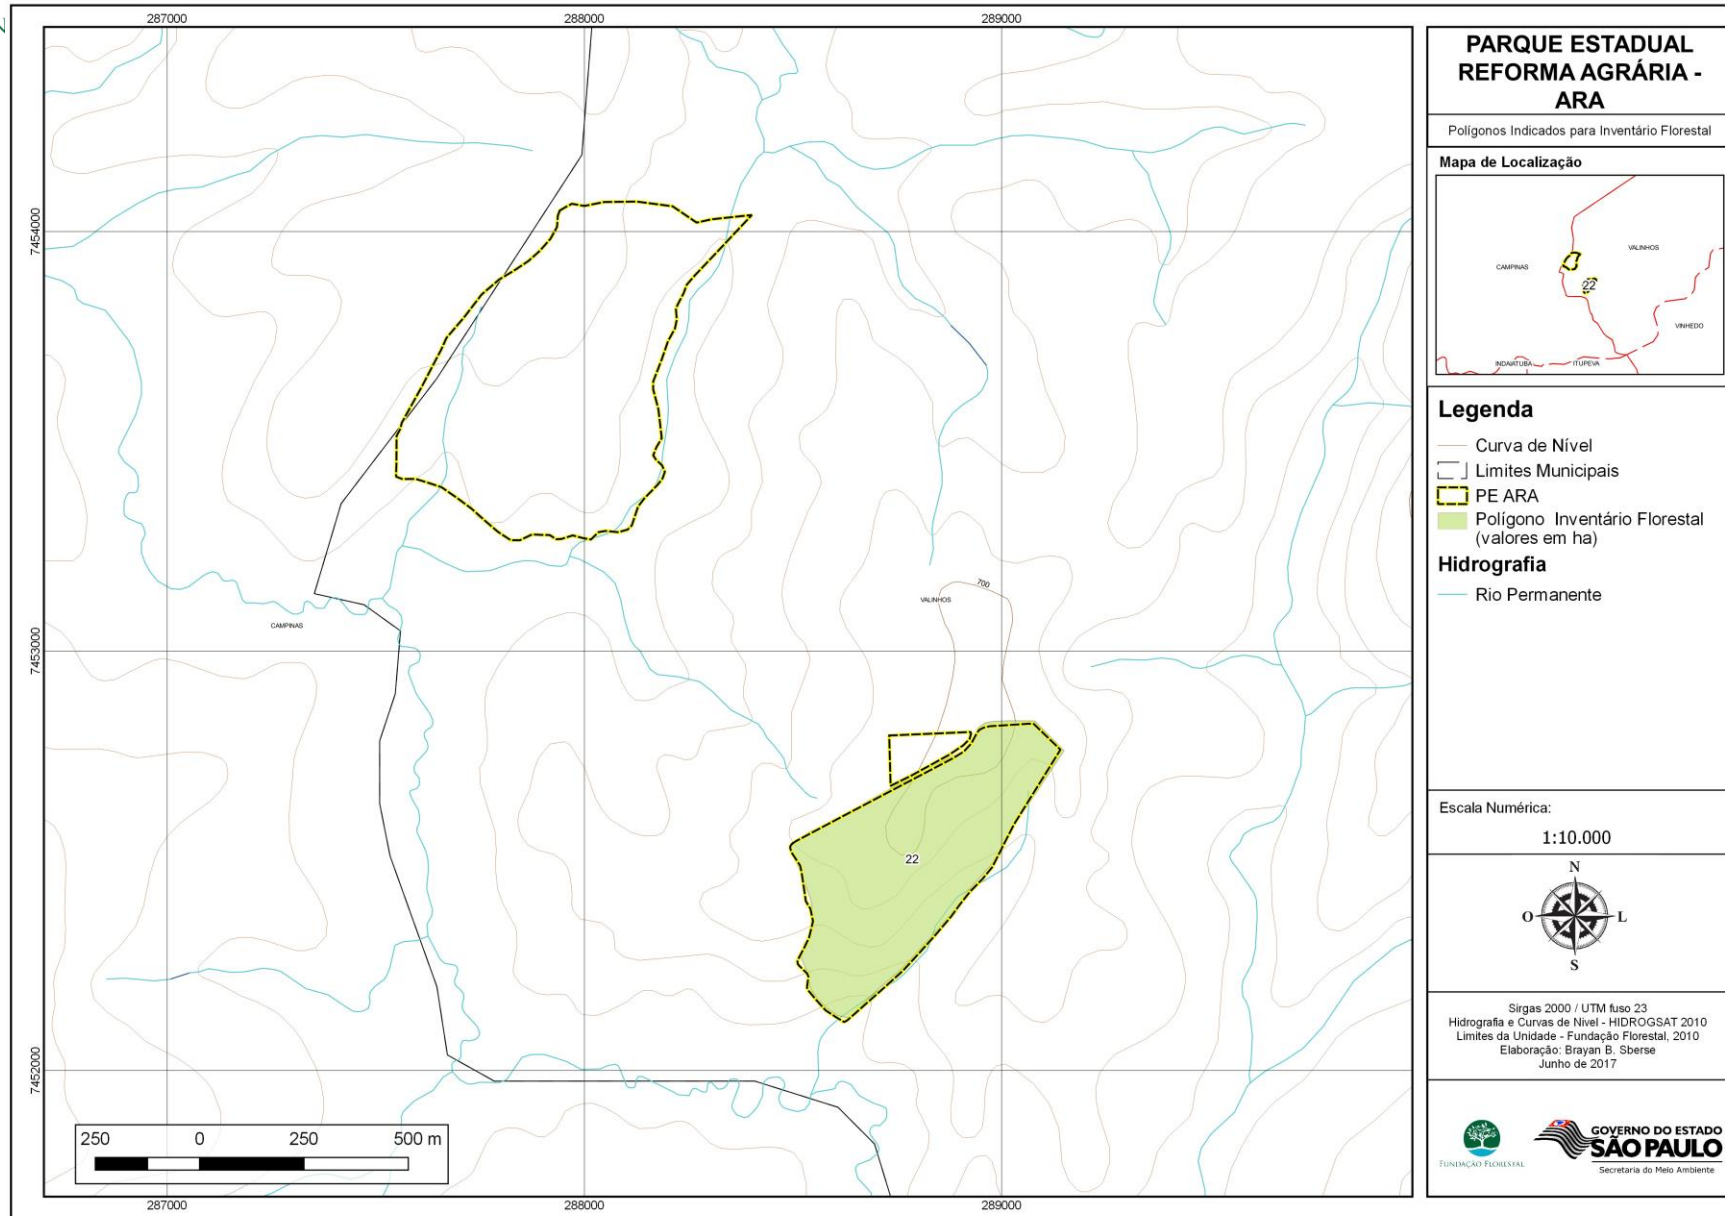 287000
288000
289000
7454000
7453000
7452000
CAMPINAS
VALINHOS
700
22
250 0 250 500 m
287000
288000
289000
PARQUE ESTADUAL
REFORMA AGRÁRIA -
ARA
Polígonos Indicados para Inventário Florestal
Mapa de Localização
VALINHOS
CAMPINAS
22
VINHEDO
INDAIATUBA
ITUPEVA
Legenda
Curva de Nível
Limites Municipais
PE ARA
Polígono Inventário Florestal
(valores em ha)
Hidrografia
Rio Permanente
Escala Numérica:
1:10.000
N
O
L
S
Sirgas 2000 / UTM fuso 23
Hidrografia e Curvas de Nivel - HIDROGSAT 2010
Limites da Unidade - Fundação Florestal, 2010
Elaboração: Brayan B. Sberse
Junho de 2017
FUNDAÇÃO FLORESTAL
GOVERNO DO ESTADO
SÃO PAULO
Secretaria do Meio Ambiente